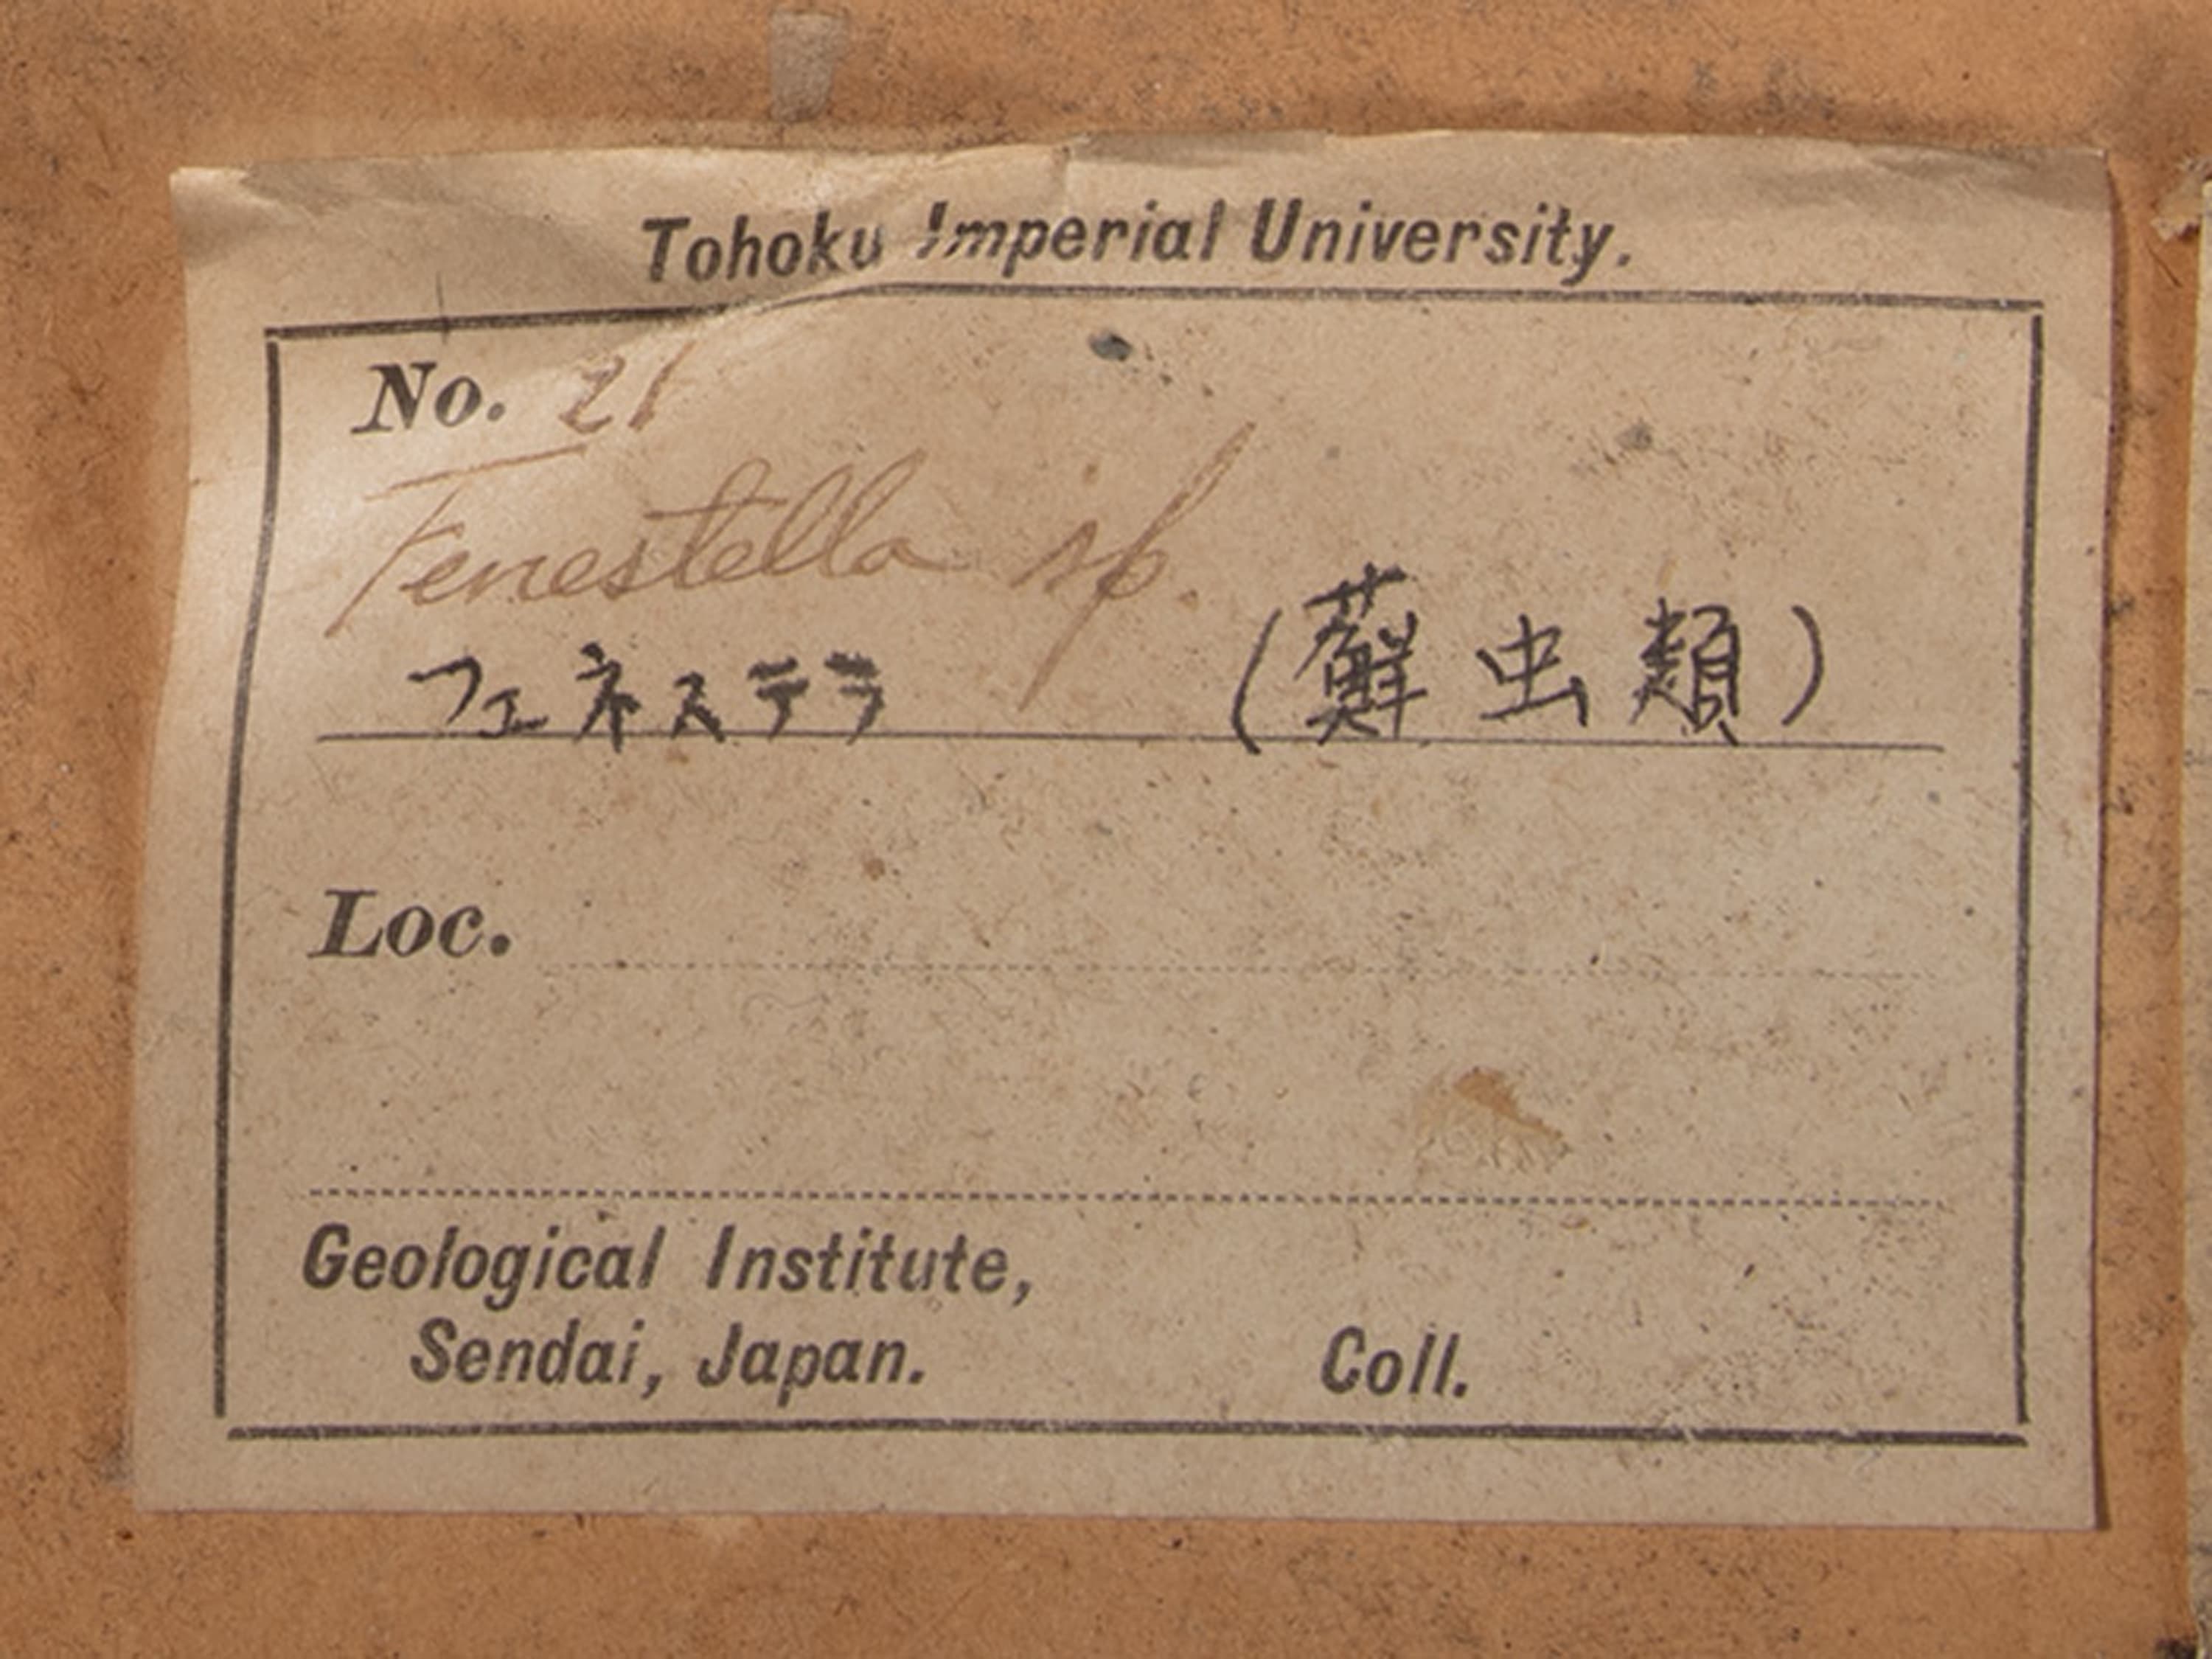 Tohoku Imperial University.
No. 21
Fenestella sp.
フェネステラ (蘚虫類)
Loc.
Geological Institute,
Sendai, Japan. Coll.